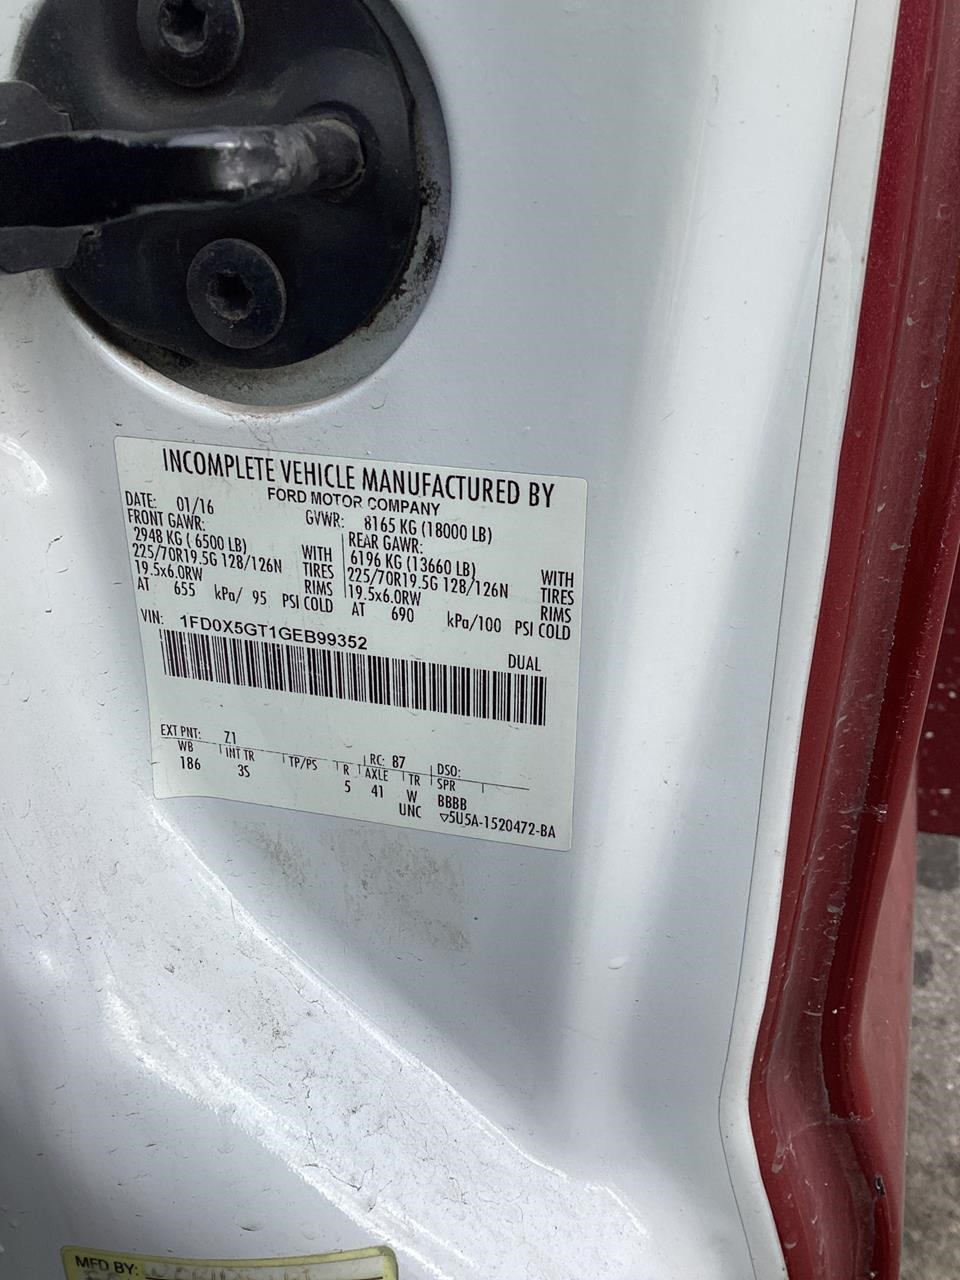 INCOMPLETE VEHICLE MANUFACTURED BY
FORD MOTOR COMPANY
DATE: 01/16 GVWR: 8165 KG (18000 LB)
FRONT GAWR: REAR GAWR:
2948 KG ( 6500 LB) WITH 6196 KG (13660 LB) WITH
225/70R19.5G 128/126N TIRES 225/70R19.5G 128/126N TIRES
19.5x6.0RW RIMS 19.5x6.0RW RIMS
AT 655 kPa/ 95 PSI COLD AT 690 kPa/100 PSI COLD
VIN: 1FD0X5GT1GEB99352
DUAL
EXT PNT: Z1 RC: 87 DSO:
WB INT TR TP/PS R AXLE TR SPR
186 3S 5 41 W BBBB
UNC ▽5U5A-1520472-BA
MFD BY: